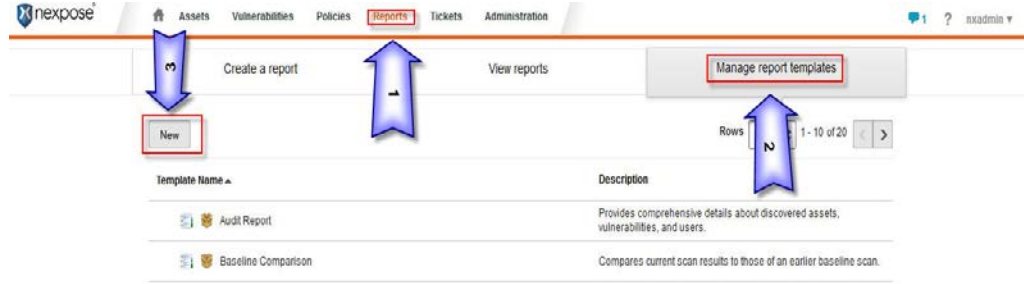 nexpose®
Assets Vulnerabilities Policies Reports Tickets Administration
1 ? nxadmin
Create a report View reports Manage report templates
3
1
2
New
Rows 1 - 10 of 20
Template Name Description
Audit Report Provides comprehensive details about discovered assets,
vulnerabilities, and users.
Baseline Comparison Compares current scan results to those of an earlier baseline scan.